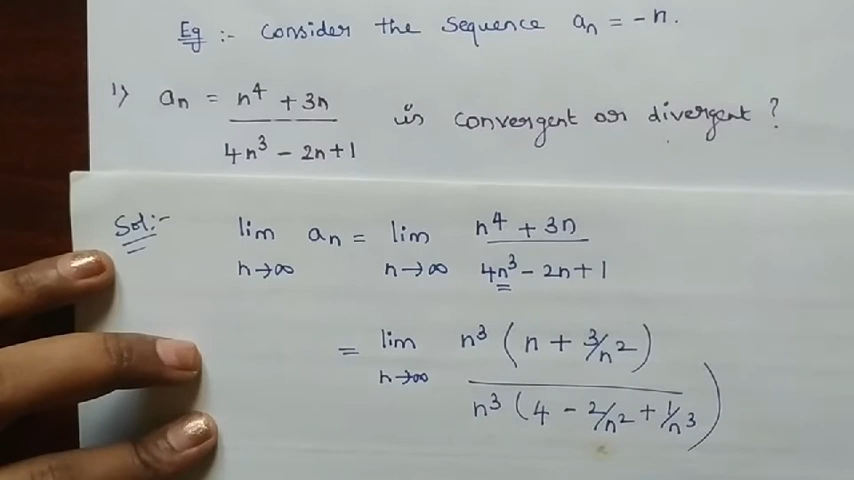 Eg :- Consider the sequence aₙ = -n.
1) aₙ = n⁴ + 3n / 4n³ - 2n + 1 is convergent or divergent ?
Sol:- lim n→∞ aₙ = lim n→∞ n⁴ + 3n / 4n³ - 2n + 1
= lim n→∞ n³ (n + 3/n²) / n³ (4 - 2/n² + 1/n³)